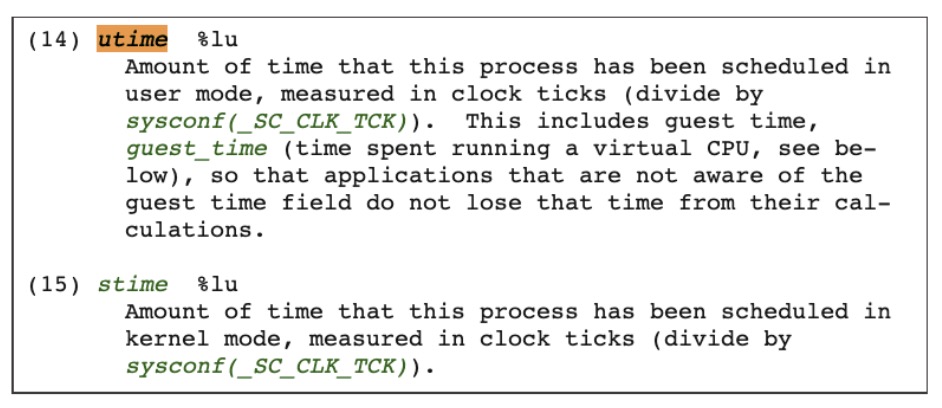 (14) utime %lu
Amount of time that this process has been scheduled in
user mode, measured in clock ticks (divide by
sysconf(_SC_CLK_TCK)). This includes guest time,
guest_time (time spent running a virtual CPU, see be-
low), so that applications that are not aware of the
guest time field do not lose that time from their cal-
culations.
(15) stime %lu
Amount of time that this process has been scheduled in
kernel mode, measured in clock ticks (divide by
sysconf(_SC_CLK_TCK)).